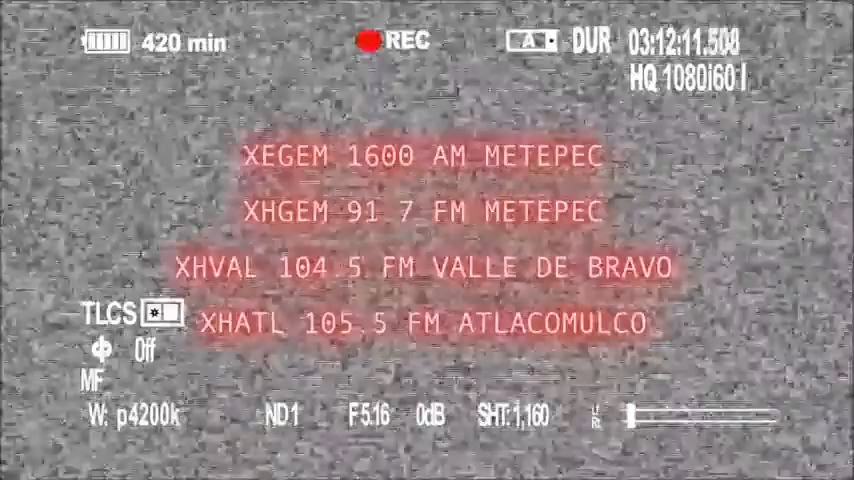 420 min
REC
A
DUR 03:12:11.508
HQ 1080i60
XEGEM 1600 AM METEPEC
XHGEM 91 7 FM METEPEC
XHVAL 104.5 FM VALLE DE BRAVO
XHATL 105.5 FM ATLACOMULCO
TLCS
Off
MF
W: p4200k ND1 F5.16 0dB SHT: 1,160